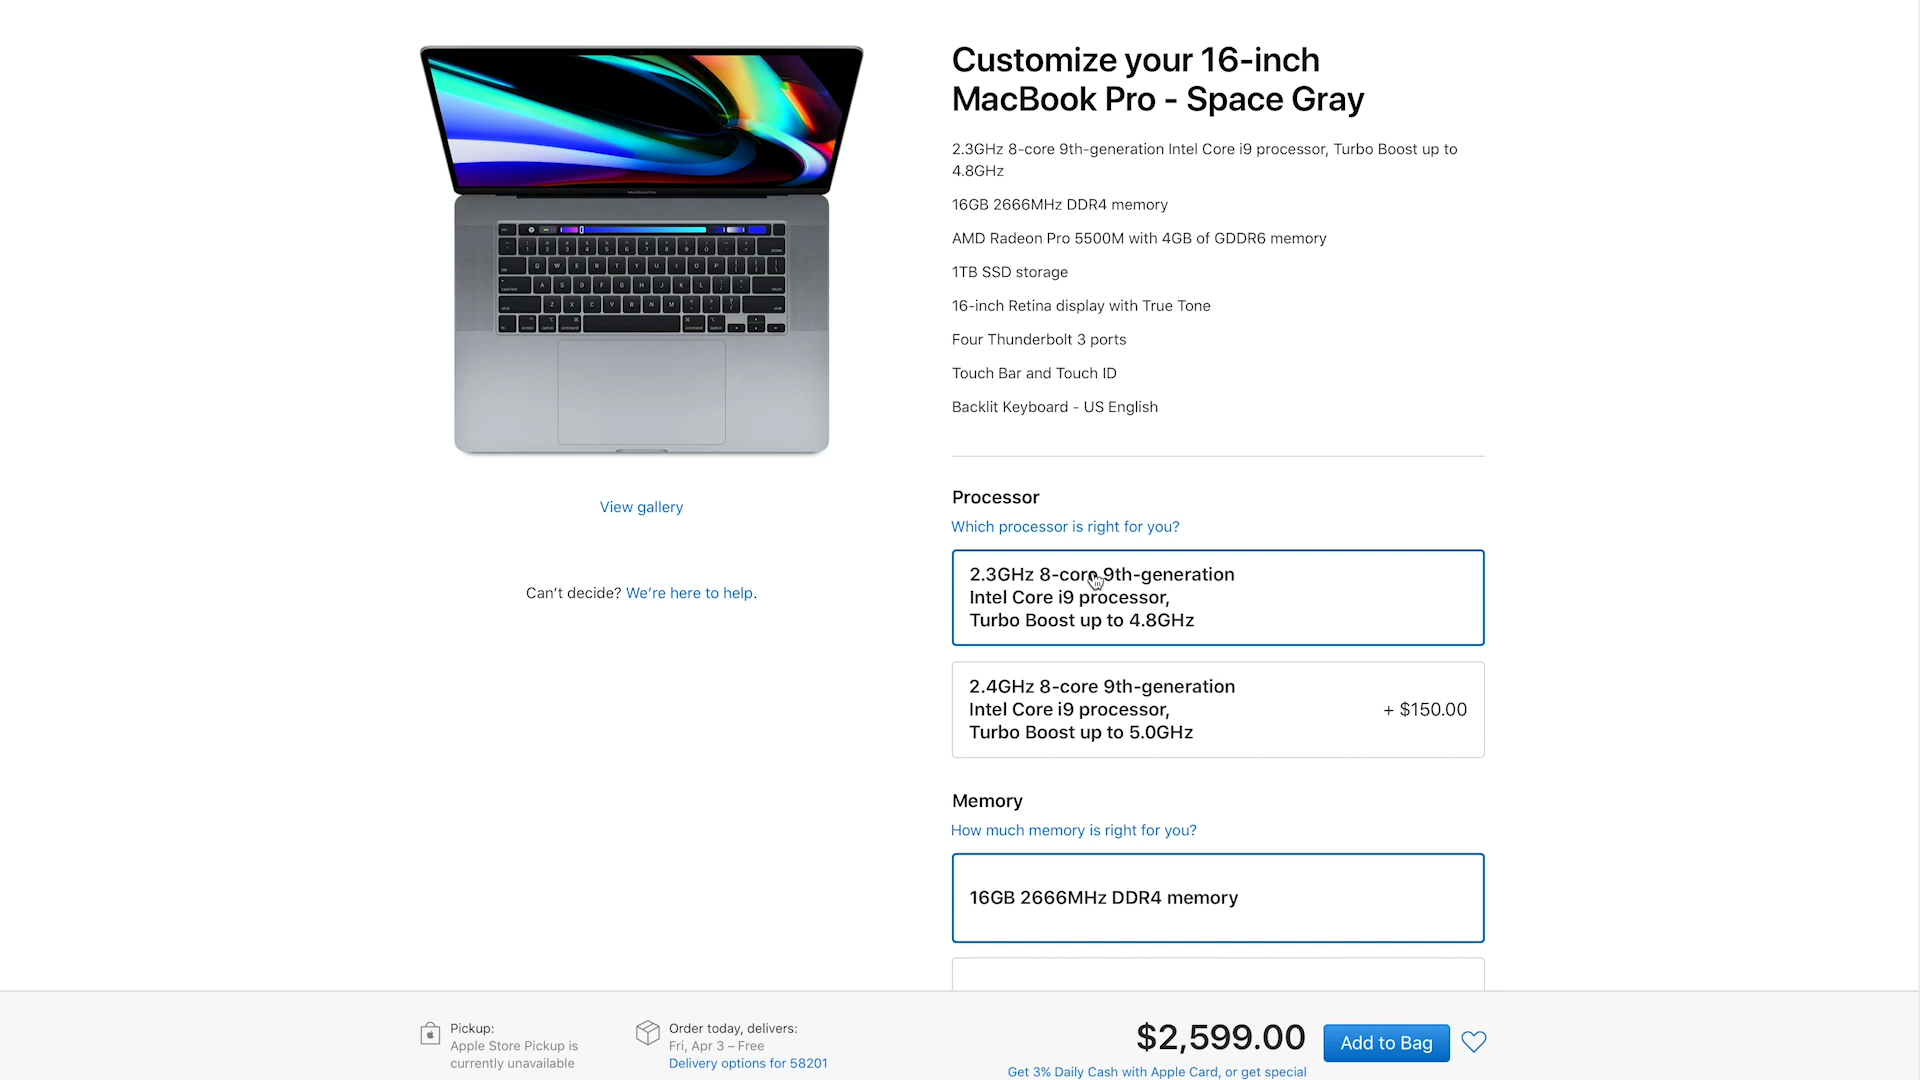 Customize your 16-inch
MacBook Pro - Space Gray
2.3GHz 8-core 9th-generation Intel Core i9 processor, Turbo Boost up to
4.8GHz
16GB 2666MHz DDR4 memory
AMD Radeon Pro 5500M with 4GB of GDDR6 memory
1TB SSD storage
16-inch Retina display with True Tone
Four Thunderbolt 3 ports
Touch Bar and Touch ID
Backlit Keyboard - US English
View gallery
Can't decide? We're here to help.
Processor
Which processor is right for you?
2.3GHz 8-core 9th-generation
Intel Core i9 processor,
Turbo Boost up to 4.8GHz
2.4GHz 8-core 9th-generation
Intel Core i9 processor,
Turbo Boost up to 5.0GHz
+ $150.00
Memory
How much memory is right for you?
16GB 2666MHz DDR4 memory
Pickup:
Apple Store Pickup is
currently unavailable
Order today, delivers:
Fri, Apr 3 – Free
Delivery options for 58201
$2,599.00
Add to Bag
Get 3% Daily Cash with Apple Card, or get special